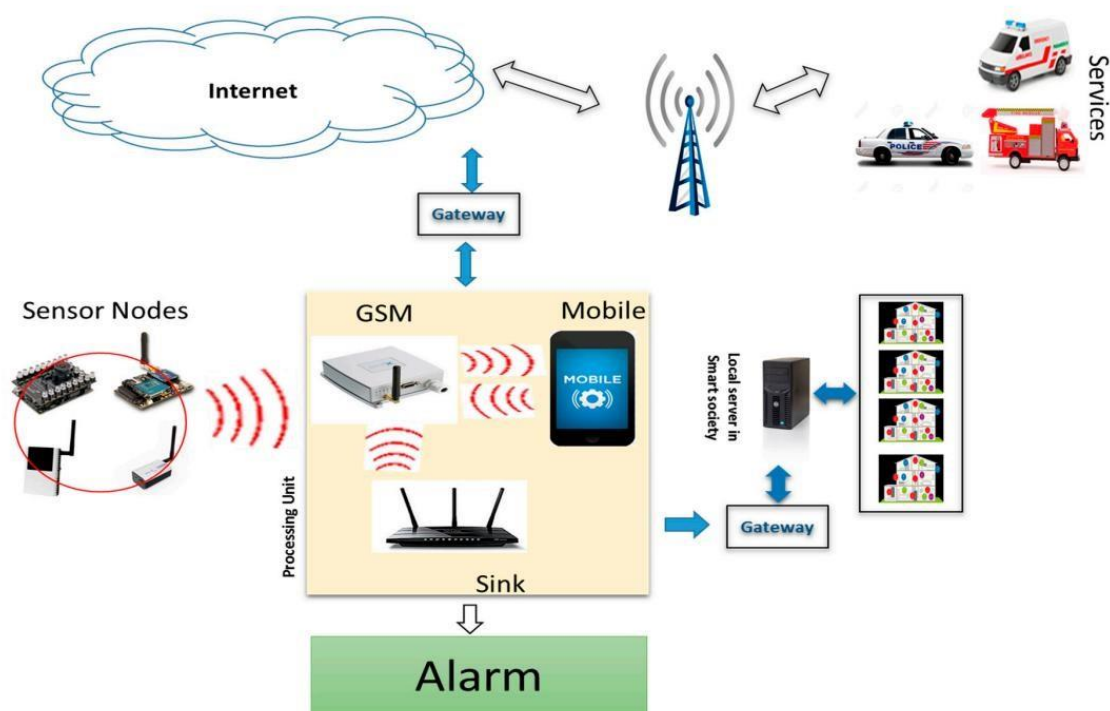 Internet
Services
POLICE
Gateway
Sensor Nodes
GSM
Mobile
MOBILE
Processing Unit
Sink
Local server in
Smart society
Gateway
Alarm